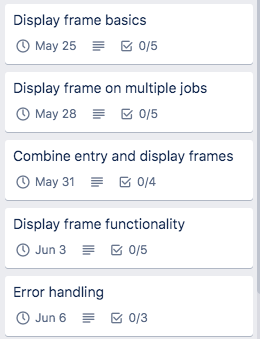 Display frame basics
May 25 0/5
Display frame on multiple jobs
May 28 0/5
Combine entry and display frames
May 31 0/4
Display frame functionality
Jun 3 0/5
Error handling
Jun 6 0/3